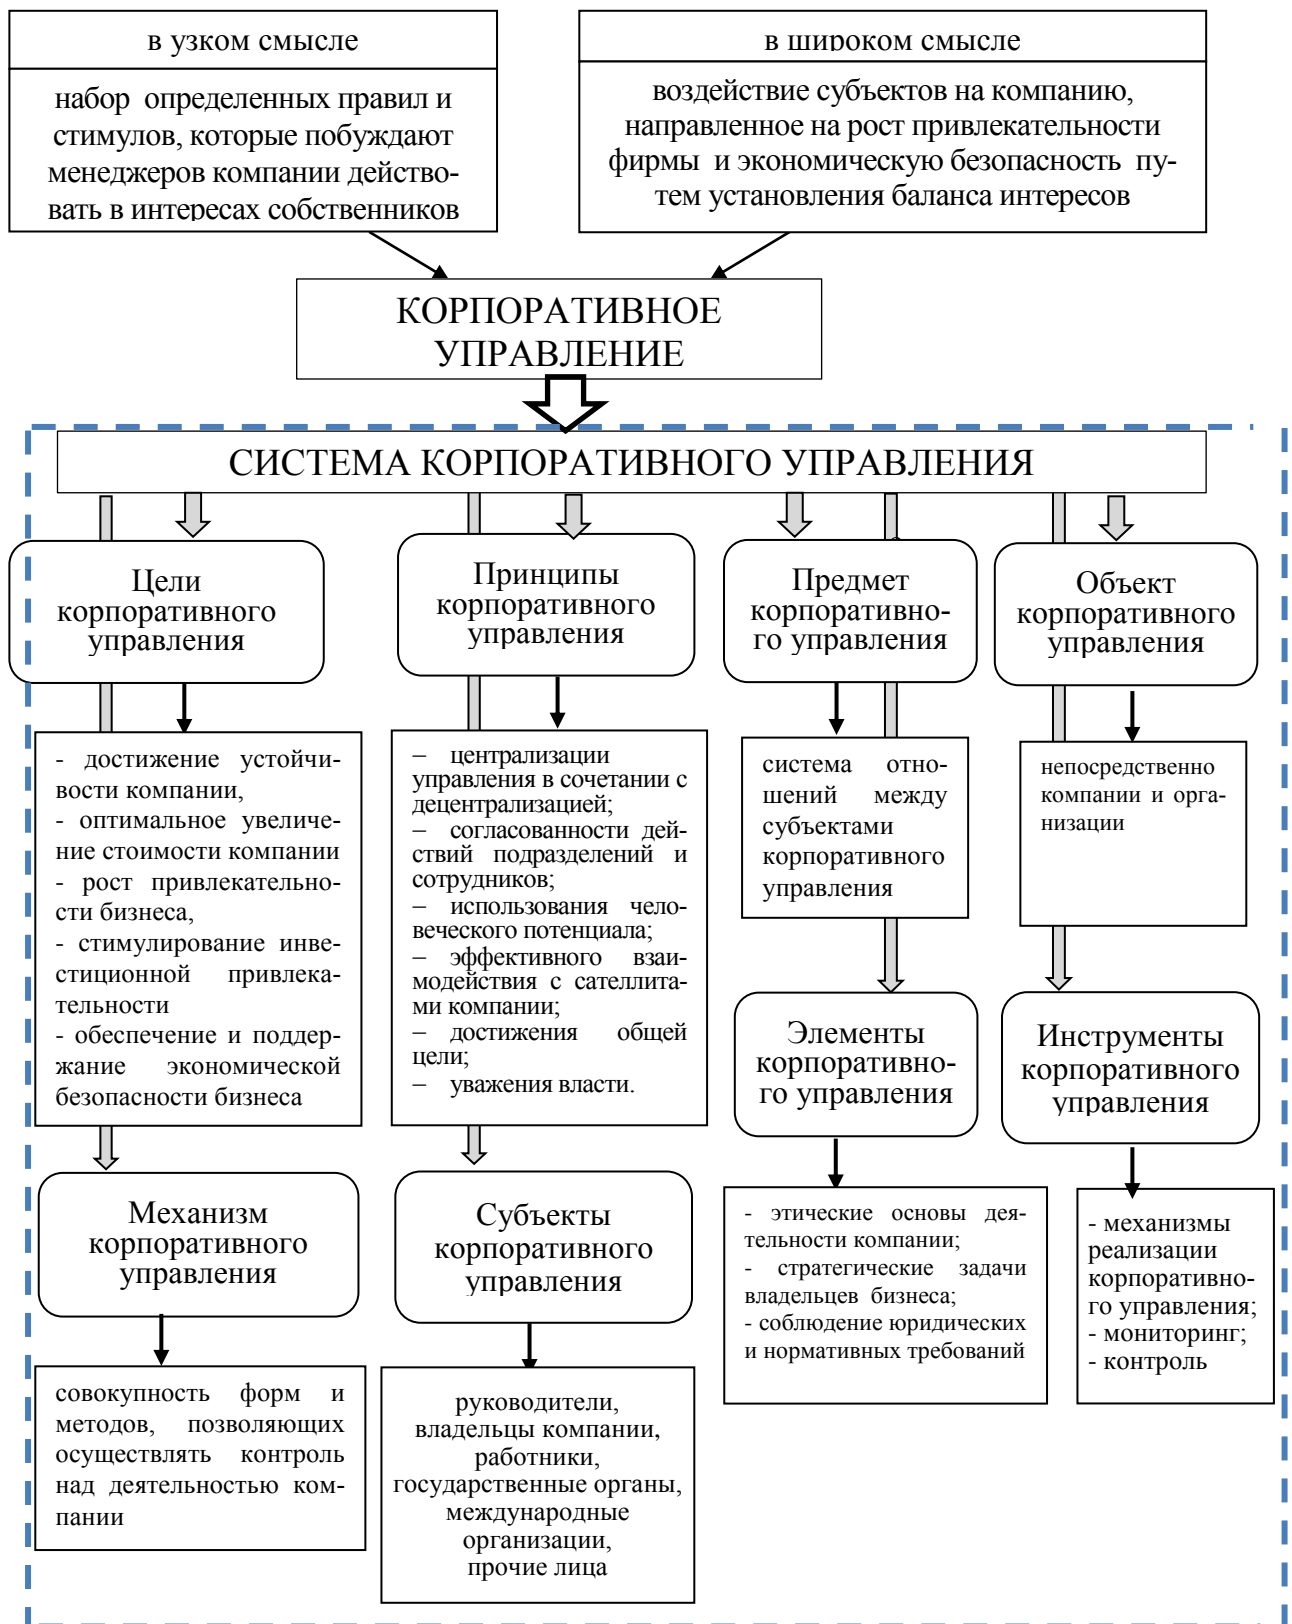 в узком смысле
набор определенных правил и
стимулов, которые побуждают
менеджеров компании действо-
вать в интересах собственников
в широком смысле
воздействие субъектов на компанию,
направленное на рост привлекательности
фирмы и экономическую безопасность пу-
тем установления баланса интересов
КОРПОРАТИВНОЕ
УПРАВЛЕНИЕ
СИСТЕМА КОРПОРАТИВНОГО УПРАВЛЕНИЯ
Цели
корпоративного
управления
Принципы
корпоративного
управления
Предмет
корпоративно-
го управления
Объект
корпоративного
управления
- достижение устойчи-
вости компании,
- оптимальное увеличе-
ние стоимости компании
- рост привлекательно-
сти бизнеса,
- стимулирование инве-
стиционной привлека-
тельности
- обеспечение и поддер-
жание экономической
безопасности бизнеса
– централизации
управления в сочетании с
децентрализацией;
– согласованности дей-
ствий подразделений и
сотрудников;
– использования чело-
веческого потенциала;
– эффективного взаи-
модействия с сателлита-
ми компании;
– достижения общей
цели;
– уважения власти.
система отно-
шений между
субъектами
корпоративного
управления
непосредственно
компании и орга-
низации
Элементы
корпоративно-
го управления
Инструменты
корпоративного
управления
Механизм
корпоративного
управления
Субъекты
корпоративного
управления
- этические основы дея-
тельности компании;
- стратегические задачи
владельцев бизнеса;
- соблюдение юридических
и нормативных требований
- механизмы
реализации
корпоративно-
го управления;
- мониторинг;
- контроль
совокупность форм и
методов, позволяющих
осуществлять контроль
над деятельностью ком-
пании
руководители,
владельцы компании,
работники,
государственные органы,
международные
организации,
прочие лица